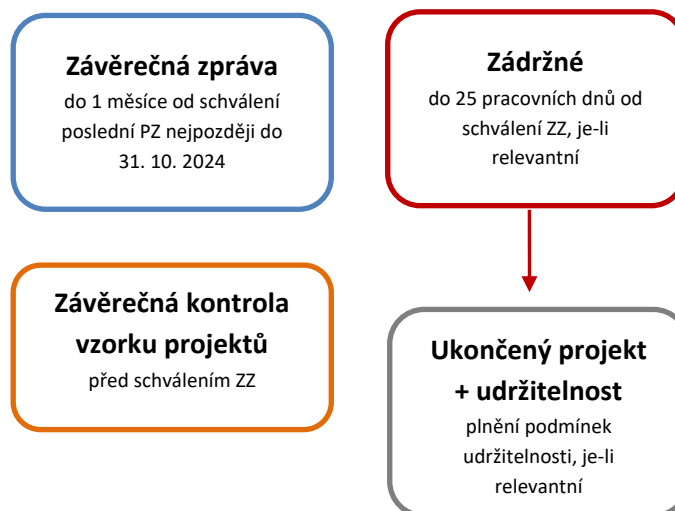 Závěrečná zpráva
do 1 měsíce od schválení
poslední PZ nejpozději do
31. 10. 2024
Zádržné
do 25 pracovních dnů od
schválení ZZ, je-li
relevantní
Závěrečná kontrola
vzorku projektů
před schválením ZZ
Ukončený projekt
+ udržitelnost
plnění podmínek
udržitelnosti, je-li
relevantní